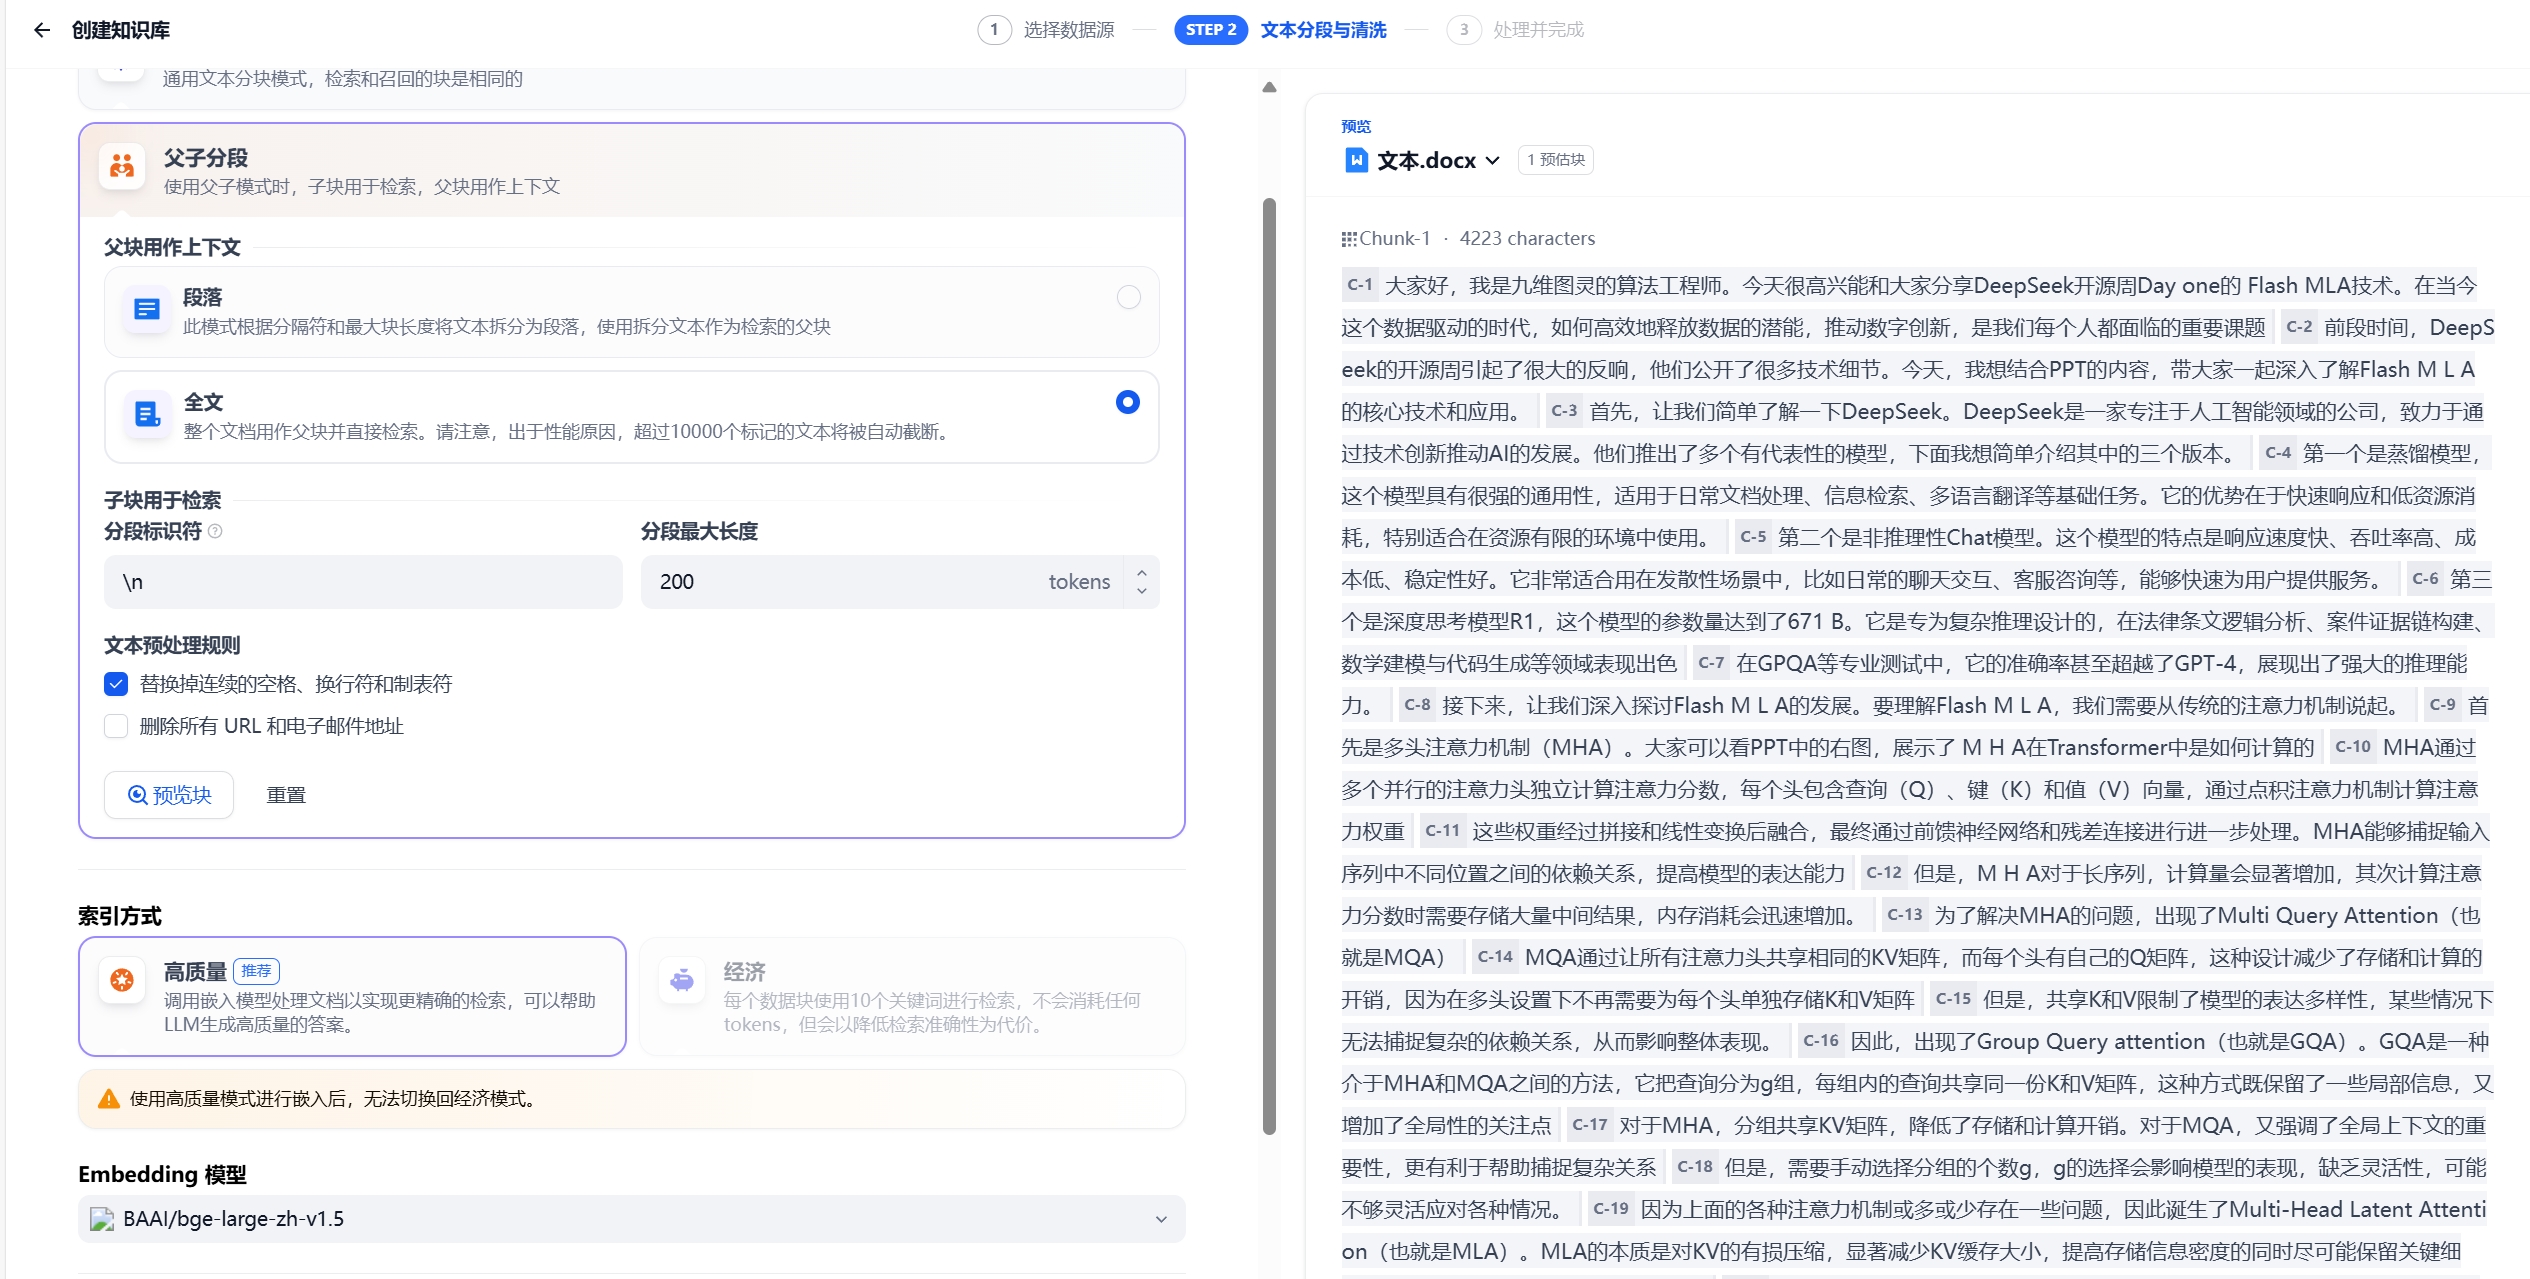 创建知识库
1 选择数据源
STEP 2 文本分段与清洗
3 处理并完成
通用文本分块模式，检索和召回的块是相同的
父子分段
使用父子模式时，子块用于检索，父块用作上下文
父块用作上下文
段落
此模式根据分隔符和最大块长度将文本拆分为段落，使用拆分文本作为检索的父块
全文
整个文档用作父块并直接检索。请注意，出于性能原因，超过10000个标记的文本将被自动截断。
子块用于检索
分段标识符
分段最大长度
\n
200 tokens
文本预处理规则
替换掉连续的空格、换行符和制表符
删除所有 URL 和电子邮件地址
预览块 重置
索引方式
高质量 推荐
调用嵌入模型处理文档以实现更精确的检索，可以帮助
LLM生成高质量的答案。
经济
每个数据块使用10个关键词进行检索，不会消耗任何
tokens，但会以降低检索准确性为代价。
使用高质量模式进行嵌入后，无法切换回经济模式。
Embedding 模型
BAAI/bge-large-zh-v1.5
预览
文本.docx 1 预估块
Chunk-1 · 4223 characters
C-1 大家好，我是九维图灵的算法工程师。今天很高兴能和大家分享DeepSeek开源周Day one的 Flash MLA技术。在当今
这个数据驱动的时代，如何高效地释放数据的潜能，推动数字创新，是我们每个人都面临的重要课题 C-2 前段时间，DeepS
eek的开源周引起了很大的反响，他们公开了很多技术细节。今天，我想结合PPT的内容，带大家一起深入了解Flash M L A
的核心技术和应用。 C-3 首先，让我们简单了解一下DeepSeek。DeepSeek是一家专注于人工智能领域的公司，致力于通
过技术创新推动AI的发展。他们推出了多个有代表性的模型，下面我想简单介绍其中的三个版本。 C-4 第一个是蒸馏模型，
这个模型具有很强的通用性，适用于日常文档处理、信息检索、多语言翻译等基础任务。它的优势在于快速响应和低资源消
耗，特别适合在资源有限的环境中使用。 C-5 第二个是非推理性Chat模型。这个模型的特点是响应速度快、吞吐率高、成
本低、稳定性好。它非常适合用在发散性场景中，比如日常的聊天交互、客服咨询等，能够快速为用户提供服务。 C-6 第三
个是深度思考模型R1，这个模型的参数量达到了671 B。它是专为复杂推理设计的，在法律条文逻辑分析、案件证据链构建、
数学建模与代码生成等领域表现出色 C-7 在GPQA等专业测试中，它的准确率甚至超越了GPT-4，展现出了强大的推理能
力。 C-8 接下来，让我们深入探讨Flash M L A的发展。要理解Flash M L A，我们需要从传统的注意力机制说起。 C-9 首
先是多头注意力机制（MHA）。大家可以看PPT中的右图，展示了 M H A在Transformer中是如何计算的 C-10 MHA通过
多个并行的注意力头独立计算注意力分数，每个头包含查询（Q）、键（K）和值（V）向量，通过点积注意力机制计算注意
力权重 C-11 这些权重经过拼接和线性变换后融合，最终通过前馈神经网络和残差连接进行进一步处理。MHA能够捕捉输入
序列中不同位置之间的依赖关系，提高模型的表达能力 C-12 但是，M H A对于长序列，计算量会显著增加，其次计算注意
力分数时需要存储大量中间结果，内存消耗会迅速增加。 C-13 为了解决MHA的问题，出现了Multi Query Attention（也
就是MQA） C-14 MQA通过让所有注意力头共享相同的KV矩阵，而每个头有自己的Q矩阵，这种设计减少了存储和计算的
开销，因为在多头设置下不再需要为每个头单独存储K和V矩阵 C-15 但是，共享K和V限制了模型的表达多样性，某些情况下
无法捕捉复杂的依赖关系，从而影响整体表现。 C-16 因此，出现了Group Query attention（也就是GQA）。GQA是一种
介于MHA和MQA之间的方法，它把查询分为g组，每组内的查询共享同一份K和V矩阵，这种方式既保留了一些局部信息，又
增加了全局性的关注点 C-17 对于MHA，分组共享KV矩阵，降低了存储和计算开销。对于MQA，又强调了全局上下文的重
要性，更有利于帮助捕捉复杂关系 C-18 但是，需要手动选择分组的个数g，g的选择会影响模型的表现，缺乏灵活性，可能
不够灵活应对各种情况。 C-19 因为上面的各种注意力机制或多或少存在一些问题，因此诞生了Multi-Head Latent Attenti
on（也就是MLA）。MLA的本质是对KV的有损压缩，显著减少KV缓存大小，提高存储信息密度的同时尽可能保留关键细